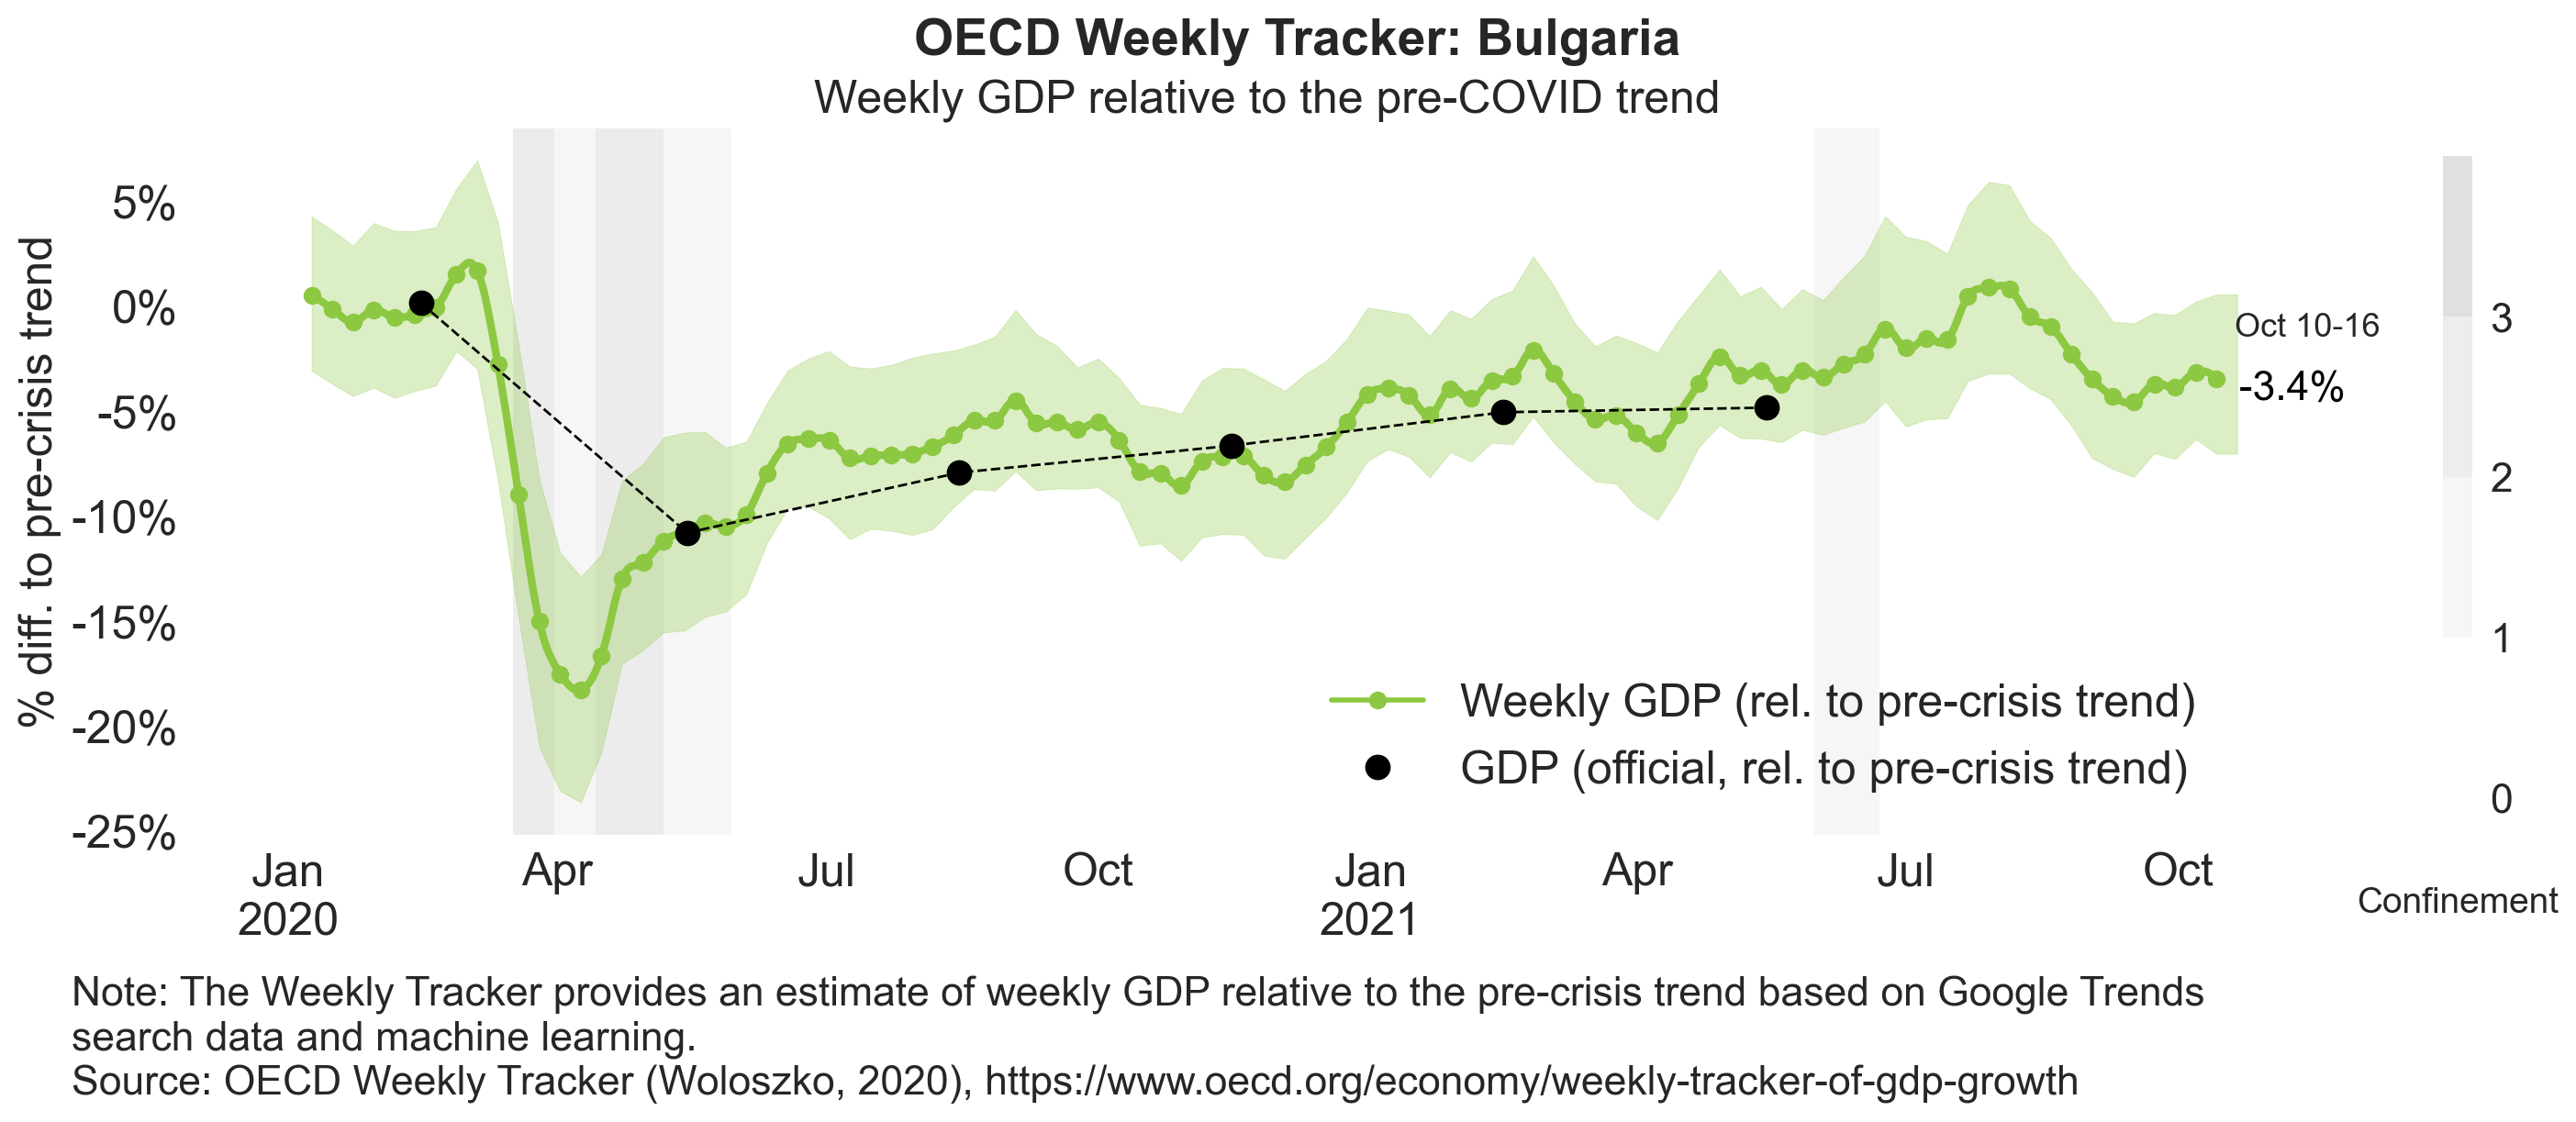 OECD Weekly Tracker: Bulgaria
Weekly GDP relative to the pre-COVID trend
% diff. to pre-crisis trend
5%
0%
-5%
-10%
-15%
-20%
-25%
Oct 10-16
-3.4%
3
2
1
0
Weekly GDP (rel. to pre-crisis trend)
GDP (official, rel. to pre-crisis trend)
Jan Apr Jul Oct Jan Apr Jul Oct
2020 2021
Confinement
Note: The Weekly Tracker provides an estimate of weekly GDP relative to the pre-crisis trend based on Google Trends
search data and machine learning.
Source: OECD Weekly Tracker (Woloszko, 2020), https://www.oecd.org/economy/weekly-tracker-of-gdp-growth